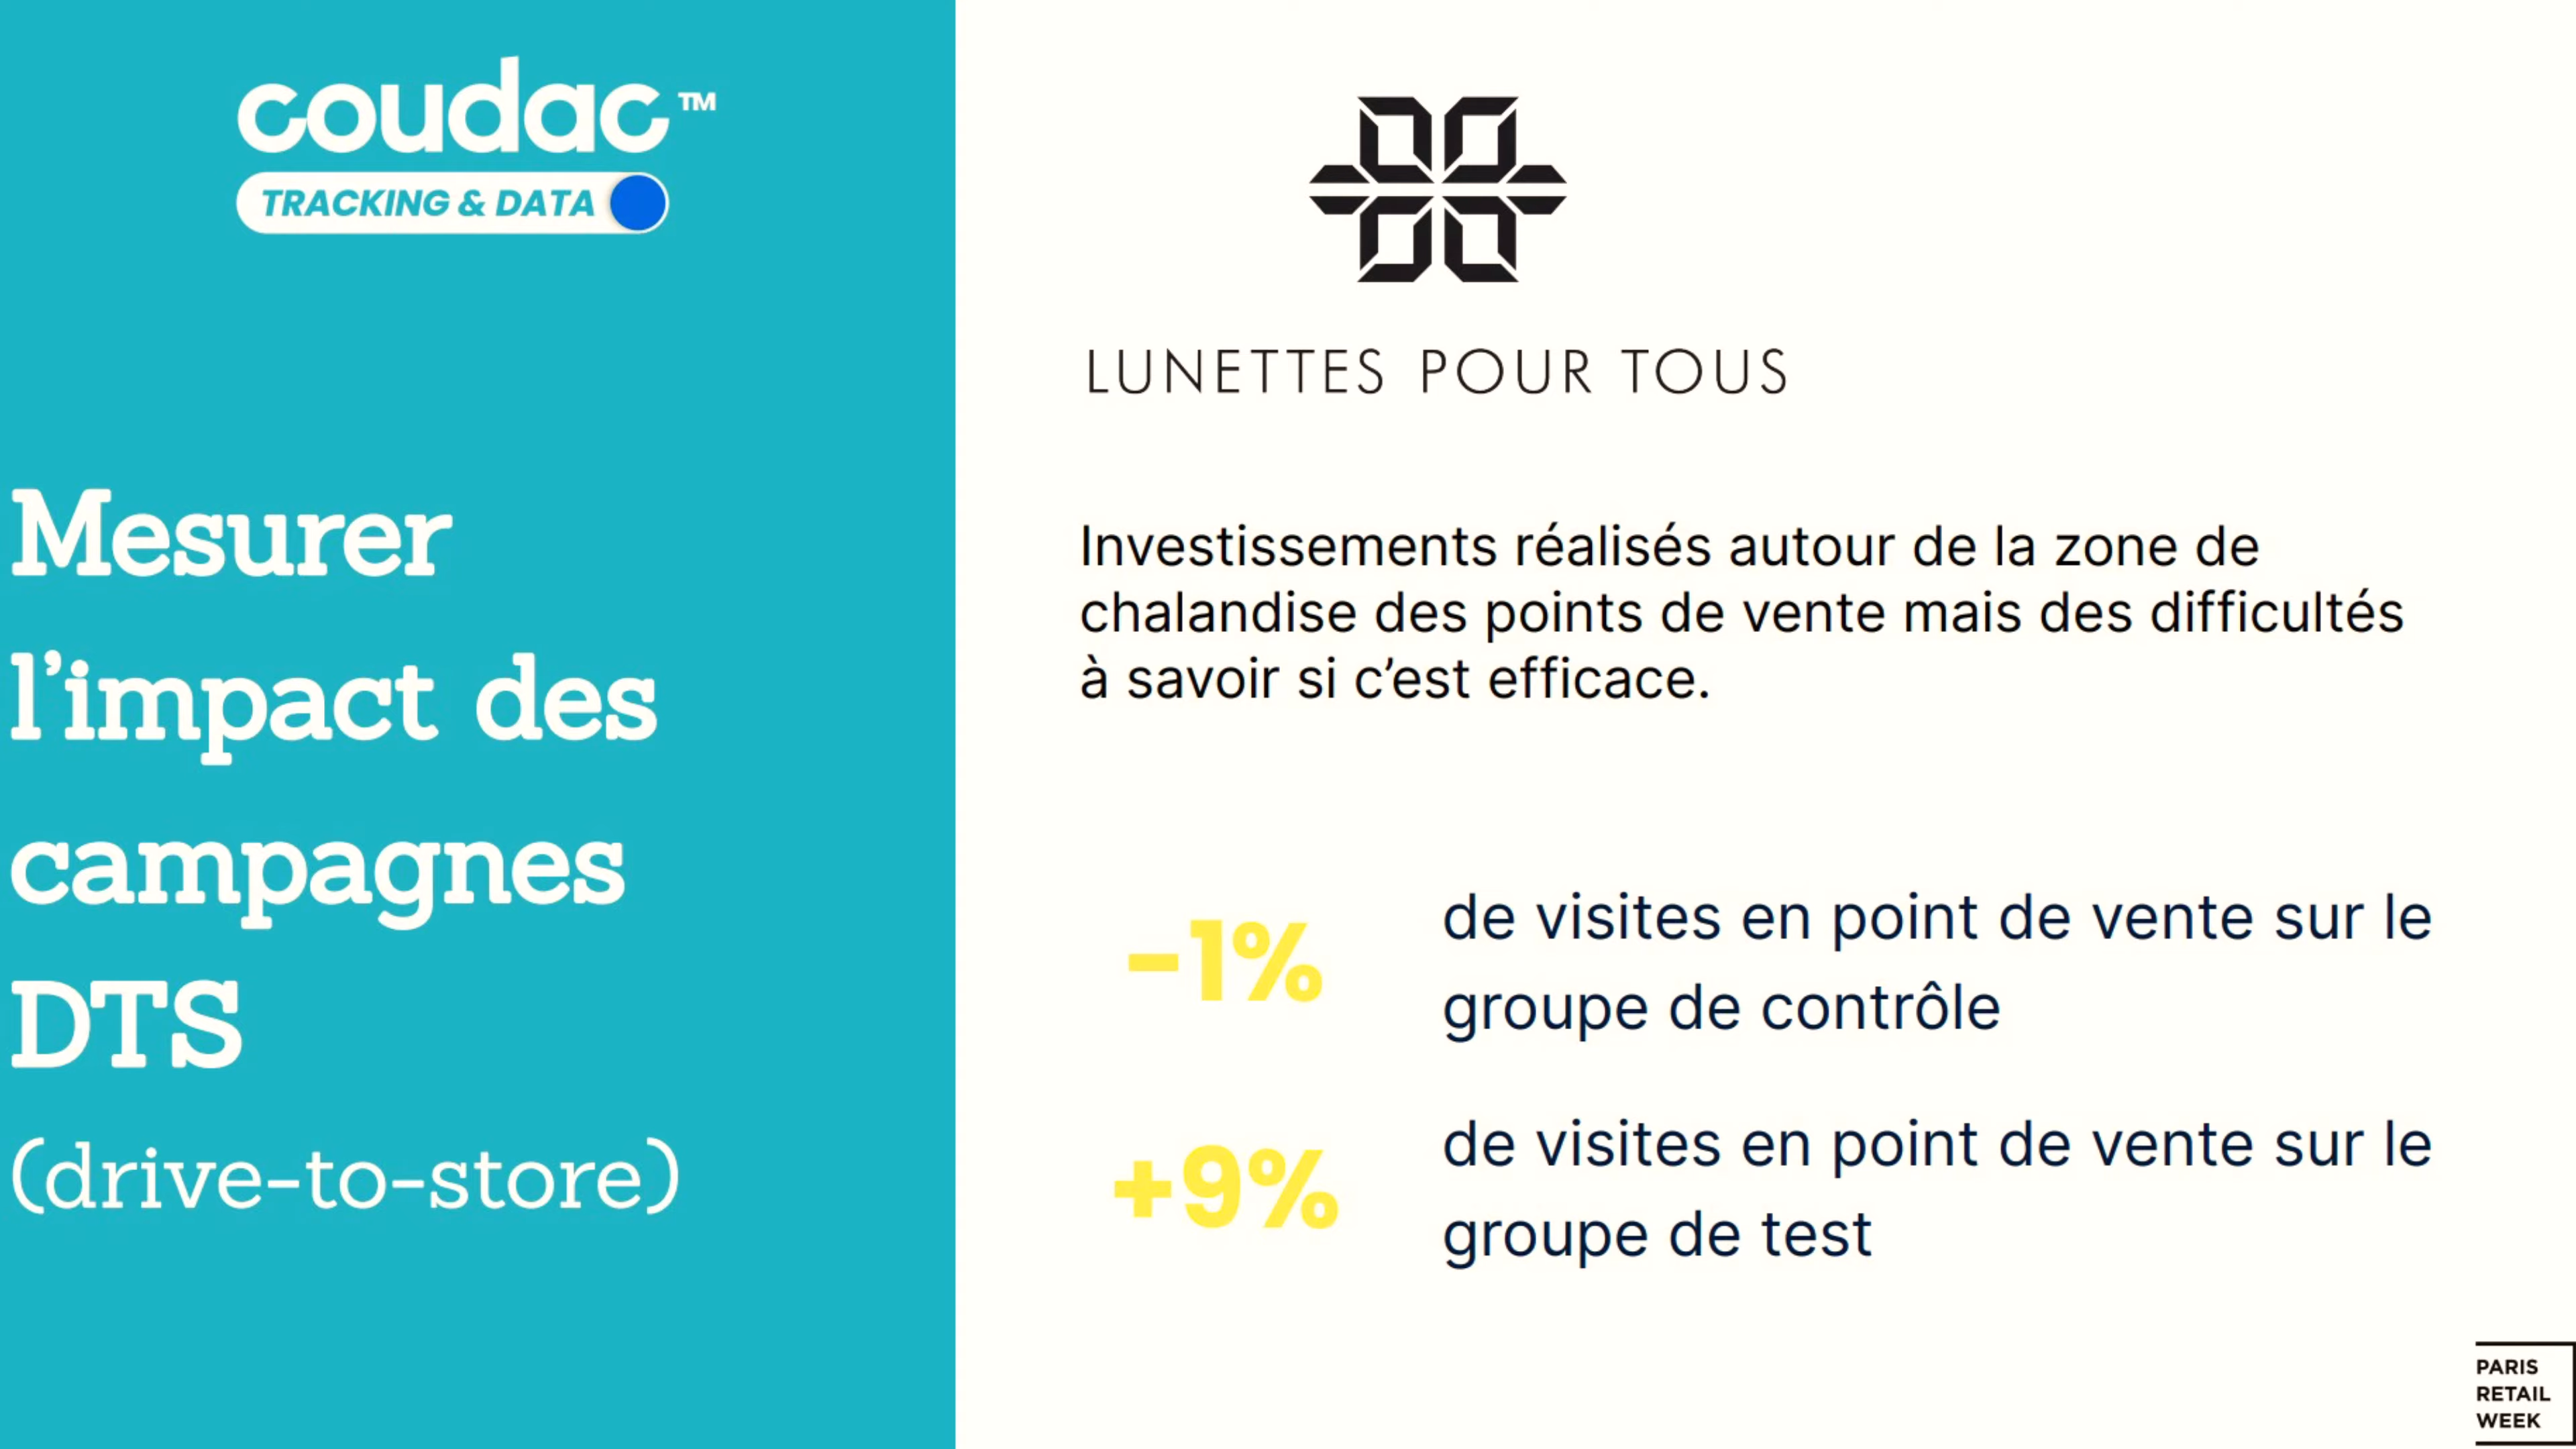 coudac™
TRACKING & DATA
Mesurer
l’impact des
campagnes
DTS
(drive-to-store)
LUNETTES POUR TOUS
Investissements réalisés autour de la zone de
chalandise des points de vente mais des difficultés
à savoir si c’est efficace.
-1%
de visites en point de vente sur le
groupe de contrôle
+9%
de visites en point de vente sur le
groupe de test
PARIS
RETAIL
WEEK